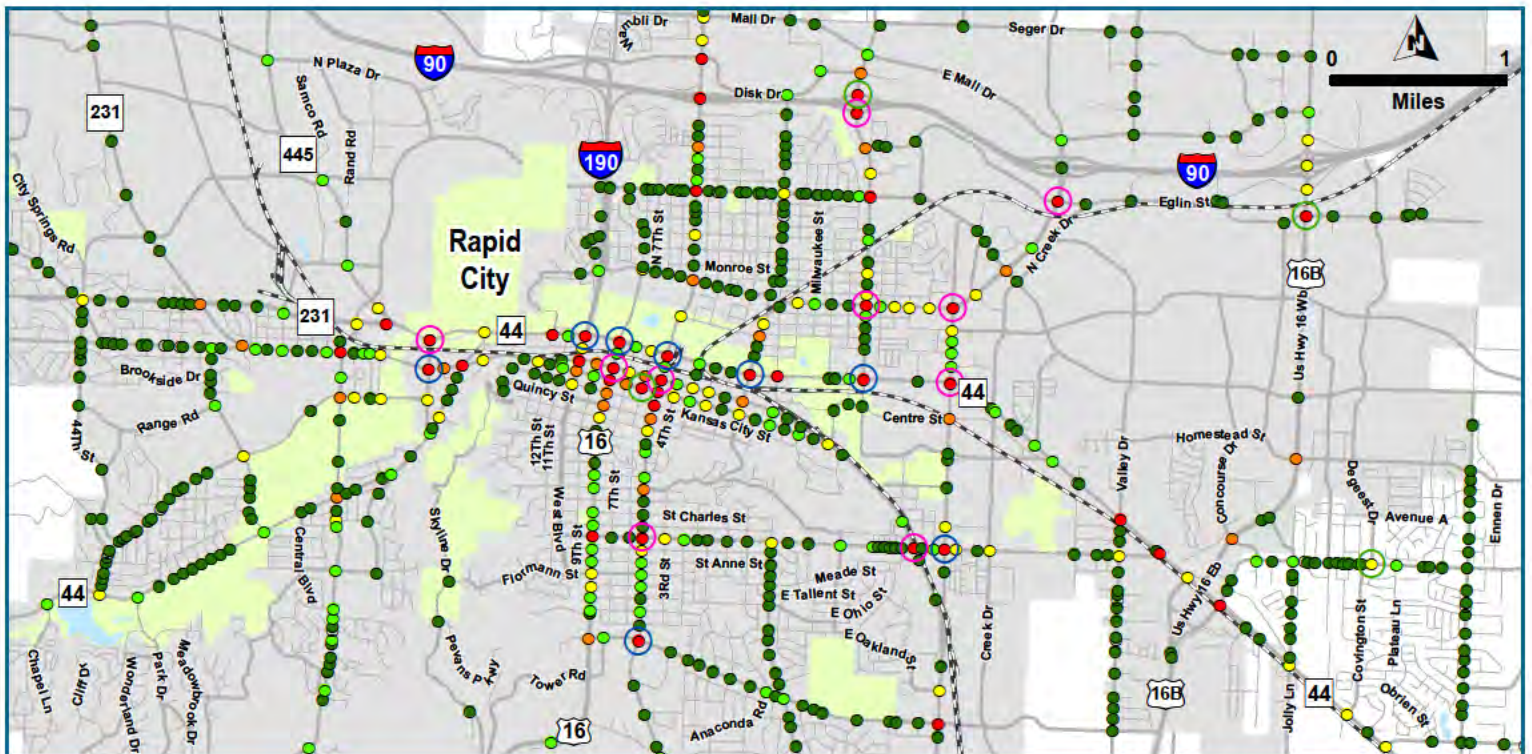 Wambli Dr
Mall Dr
Seger Dr
N
0
1
Miles
90
N Plaza Dr
E Mall Dr
Disk Dr
231
Samco Rd
Rand Rd
445
190
90
Eglin St
City Springs Rd
Rapid
City
N 7Th St
Milwaukee St
N Creek Dr
Monroe St
16B
Us Hwy 16 Wb
231
44
Brookside Dr
Quincy St
44
Range Rd
44Th St
Kansas City St
Centre St
12Th St
11Th St
16
4Th St
Homestead St
Valley Dr
Concourse Dr
Degeest Dr
7Th St
West Blvd
St Charles St
Avenue A
Ennen Dr
Skyline Dr
9Th St
Central Blvd
Flormann St
3Rd St
St Anne St
Meade St
44
E Tallent St
E Ohio St
Us Hwy 16 Eb
Covington St
Plateau Ln
E Oakland St
Creek Dr
Chapel Ln
Cliff Dr
Wonderland Dr
Park Dr
Meadowbrook Dr
Tower Rd
16B
44
Jolly Ln
Obrien St
Anaconda Rd
16